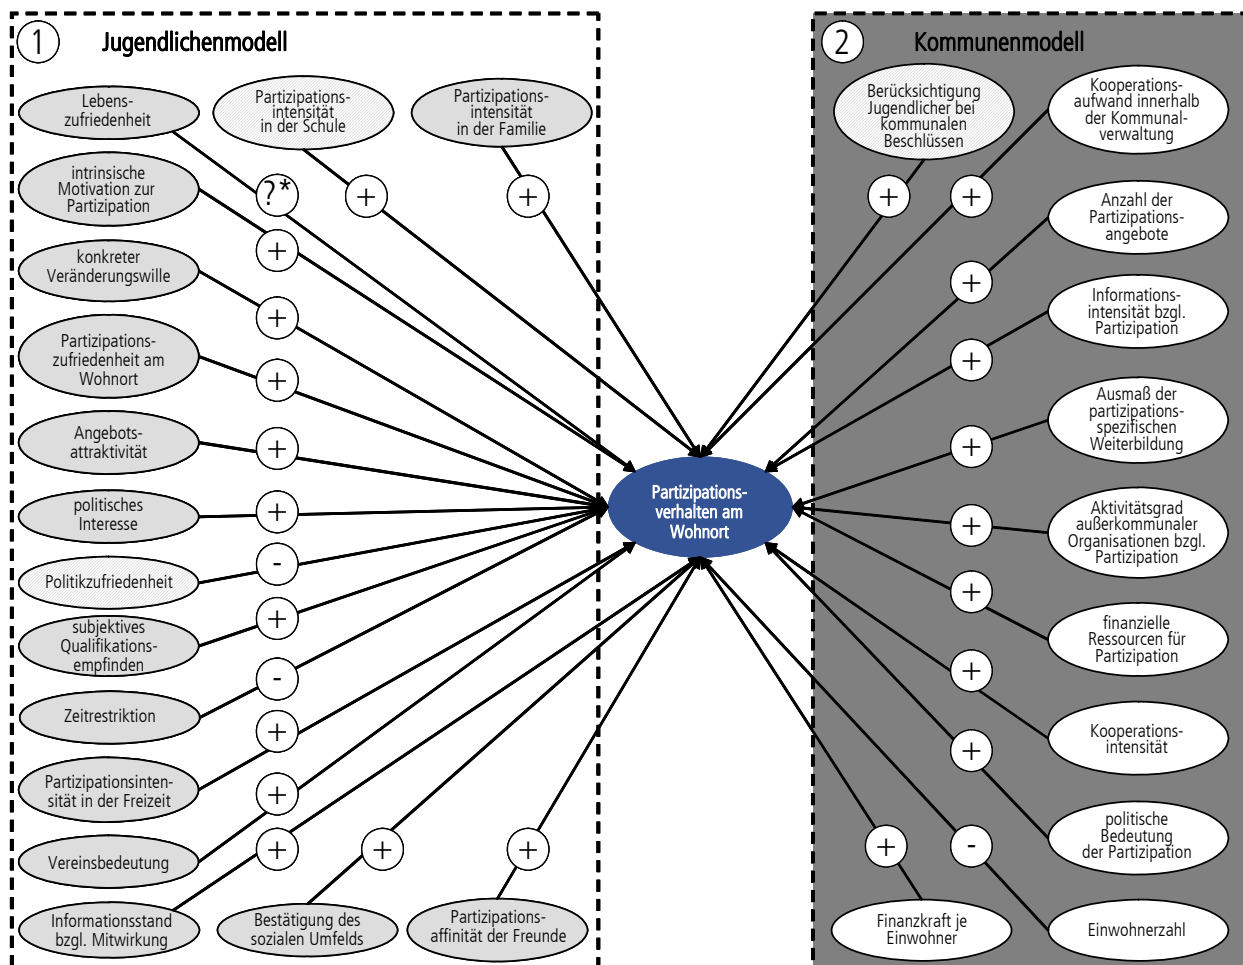 1 Jugendlichenmodell
Lebens-
zufriedenheit
Partizipations-
intensität
in der Schule
Partizipations-
intensität
in der Familie
intrinsische
Motivation zur
Partizipation
?*
+
+
+
konkreter
Veränderungswille
+
Partizipations-
zufriedenheit am
Wohnort
+
Angebots-
attraktivität
+
politisches
Interesse
+
Politikzufriedenheit
-
subjektives
Qualifikations-
empfinden
+
Zeitrestriktion
-
Partizipationsinten-
sität in der Freizeit
+
Vereinsbedeutung
+
Informationsstand
bzgl. Mitwirkung
+
Bestätigung des
sozialen Umfelds
+
Partizipations-
affinität der Freunde
+
Partizipations-
verhalten am
Wohnort
2 Kommunenmodell
Berücksichtigung
Jugendlicher bei
kommunalen
Beschlüssen
+
Kooperations-
aufwand innerhalb
der Kommunal-
verwaltung
+
Anzahl der
Partizipations-
angebote
+
Informations-
intensität bzgl.
Partizipation
+
Ausmaß der
partizipations-
spezifischen
Weiterbildung
+
Aktivitätsgrad
außerkommunaler
Organisationen bzgl.
Partizipation
+
finanzielle
Ressourcen für
Partizipation
+
Kooperations-
intensität
+
politische
Bedeutung
der Partizipation
+
Finanzkraft je
Einwohner
+
Einwohnerzahl
-